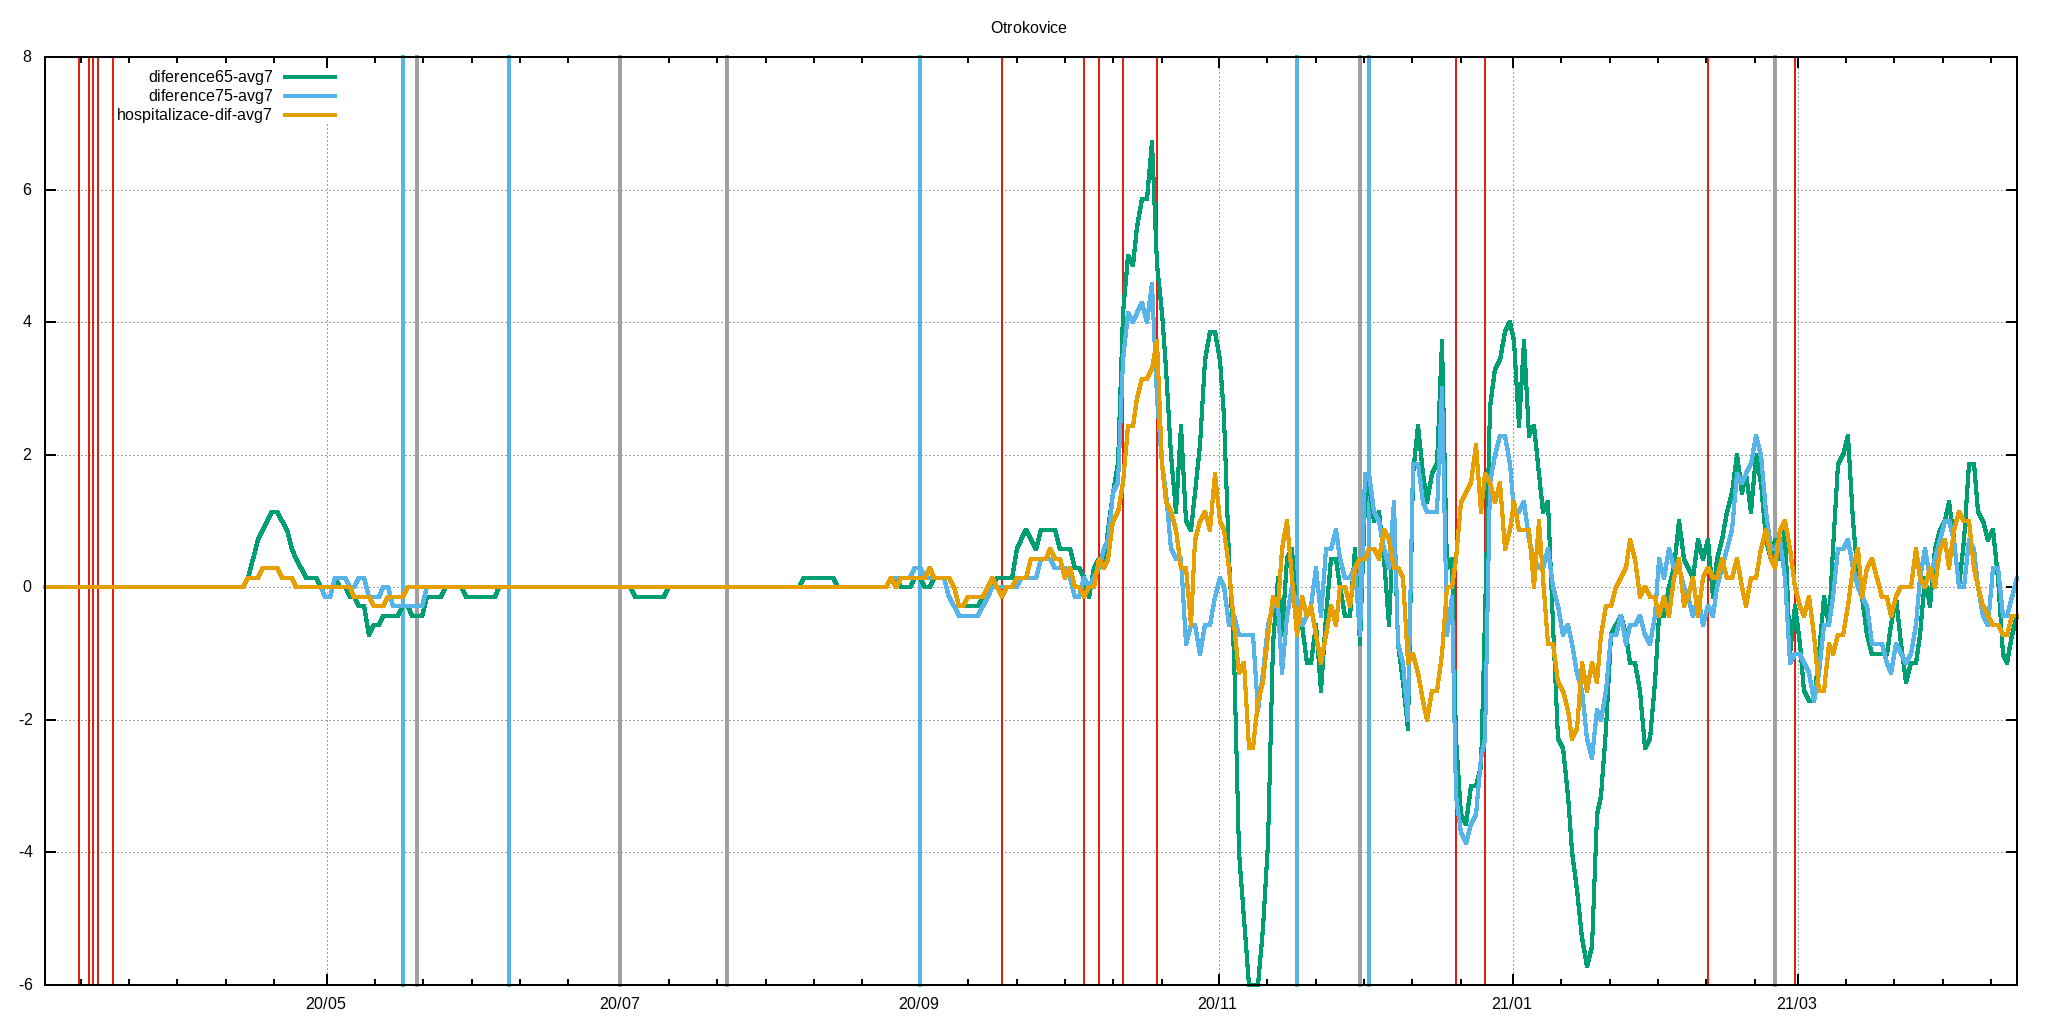 Otrokovice
8
diference65-avg7
diference75-avg7
hospitalizace-dif-avg7
6
4
2
0
-2
-4
-6
20/05 20/07 20/09 20/11 21/01 21/03